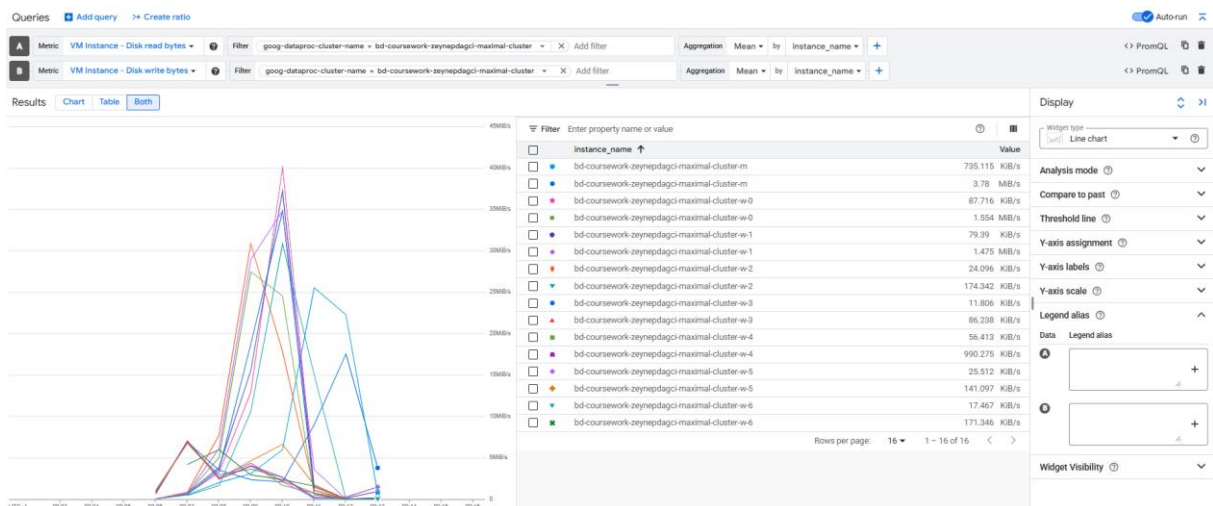 Queries Add query Create ratio Auto-run
A Metric VM Instance - Disk read bytes Filter goog-dataproc-cluster-name = bd-coursework-zeynepdagci-maximal-cluster X Add filter Aggregation Mean by instance_name + <> PromQL
B Metric VM Instance - Disk write bytes Filter goog-dataproc-cluster-name = bd-coursework-zeynepdagci-maximal-cluster X Add filter Aggregation Mean by instance_name + <> PromQL
Results Chart Table Both
Display
45MiB/s
40MiB/s
35MiB/s
30MiB/s
25MiB/s
20MiB/s
15MiB/s
10MiB/s
5MiB/s
0
Filter Enter property name or value
instance_name Value
bd-coursework-zeynepdagci-maximal-cluster-m 735.115 KiB/s
bd-coursework-zeynepdagci-maximal-cluster-m 3.78 MiB/s
bd-coursework-zeynepdagci-maximal-cluster-w-0 87.716 KiB/s
bd-coursework-zeynepdagci-maximal-cluster-w-0 1.554 MiB/s
bd-coursework-zeynepdagci-maximal-cluster-w-1 79.39 KiB/s
bd-coursework-zeynepdagci-maximal-cluster-w-1 1.475 MiB/s
bd-coursework-zeynepdagci-maximal-cluster-w-2 24.096 KiB/s
bd-coursework-zeynepdagci-maximal-cluster-w-2 174.342 KiB/s
bd-coursework-zeynepdagci-maximal-cluster-w-3 11.806 KiB/s
bd-coursework-zeynepdagci-maximal-cluster-w-3 86.238 KiB/s
bd-coursework-zeynepdagci-maximal-cluster-w-4 56.413 KiB/s
bd-coursework-zeynepdagci-maximal-cluster-w-4 990.275 KiB/s
bd-coursework-zeynepdagci-maximal-cluster-w-5 25.512 KiB/s
bd-coursework-zeynepdagci-maximal-cluster-w-5 141.097 KiB/s
bd-coursework-zeynepdagci-maximal-cluster-w-6 17.467 KiB/s
bd-coursework-zeynepdagci-maximal-cluster-w-6 171.346 KiB/s
Rows per page: 16 1 – 16 of 16
Widget type
Line chart
Analysis mode
Compare to past
Threshold line
Y-axis assignment
Y-axis labels
Y-axis scale
Legend alias
Data Legend alias
A
+
B
+
Widget Visibility